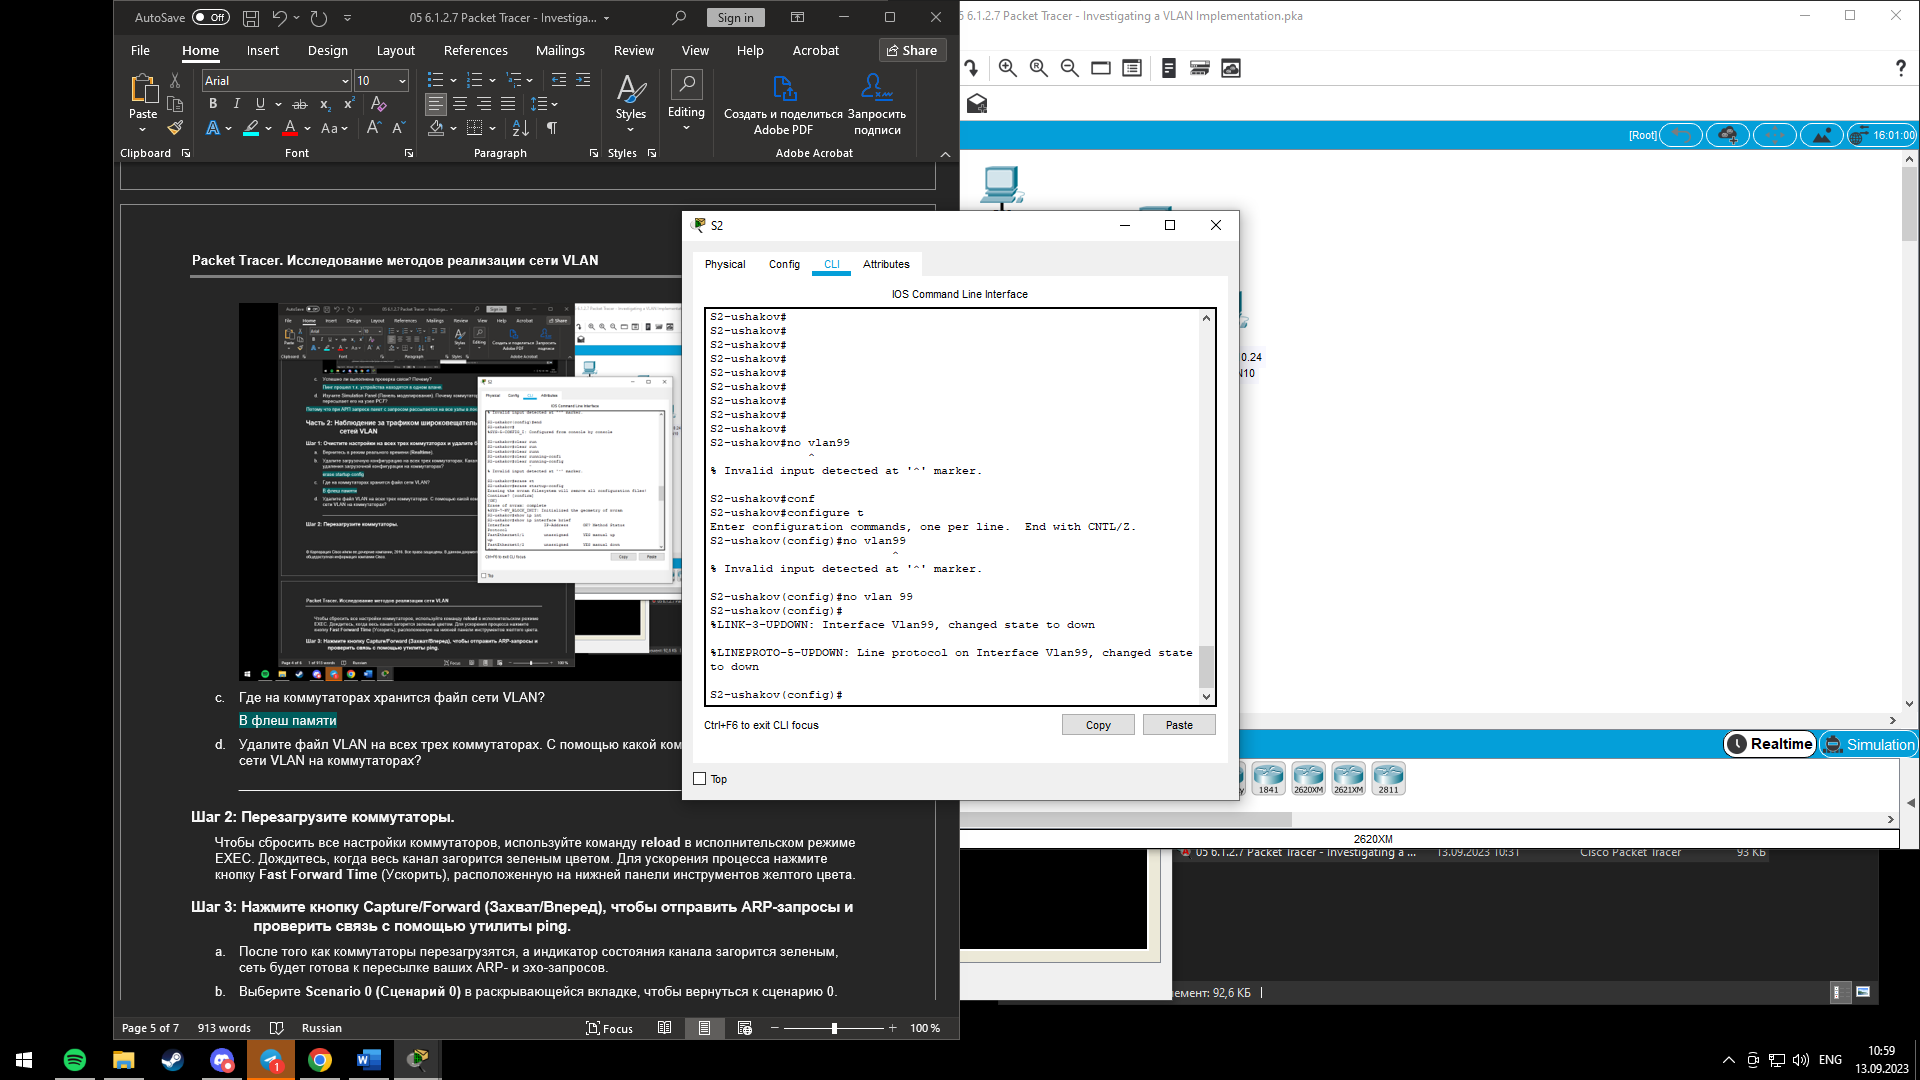 AutoSave Off 05 6.1.2.7 Packet Tracer - Investiga... Sign in
File Home Insert Design Layout References Mailings Review View Help Acrobat Share
Paste
Clipboard
Arial 10
Font
Paragraph
Styles
Styles
Editing
Создать и поделиться Adobe PDF
Запросить подписи
Adobe Acrobat
6.1.2.7 Packet Tracer - Investigating a VLAN Implementation.pka
[Root] 16:01:00
Packet Tracer. Исследование методов реализации сети VLAN
c. Где на коммутаторах хранится файл сети VLAN?
В флеш памяти
d. Удалите файл VLAN на всех трех коммутаторах. С помощью какой ком
сети VLAN на коммутаторах?
Шаг 2: Перезагрузите коммутаторы.
Чтобы сбросить все настройки коммутаторов, используйте команду reload в исполнительском режиме
EXEC. Дождитесь, когда весь канал загорится зеленым цветом. Для ускорения процесса нажмите
кнопку Fast Forward Time (Ускорить), расположенную на нижней панели инструментов желтого цвета.
Шаг 3: Нажмите кнопку Capture/Forward (Захват/Вперед), чтобы отправить ARP-запросы и
проверить связь с помощью утилиты ping.
a. После того как коммутаторы перезагрузятся, а индикатор состояния канала загорится зеленым,
сеть будет готова к пересылке ваших ARP- и эхо-запросов.
b. Выберите Scenario 0 (Сценарий 0) в раскрывающейся вкладке, чтобы вернуться к сценарию 0.
Page 5 of 7 913 words Russian Focus 100 %
S2
Physical Config CLI Attributes
IOS Command Line Interface
S2-ushakov#
S2-ushakov#
S2-ushakov#
S2-ushakov#
S2-ushakov#
S2-ushakov#
S2-ushakov#
S2-ushakov#
S2-ushakov#
S2-ushakov#no vlan99
^
% Invalid input detected at '^' marker.
S2-ushakov#conf
S2-ushakov#configure t
Enter configuration commands, one per line. End with CNTL/Z.
S2-ushakov(config)#no vlan99
^
% Invalid input detected at '^' marker.
S2-ushakov(config)#no vlan 99
S2-ushakov(config)#
%LINK-3-UPDOWN: Interface Vlan99, changed state to down
%LINEPROTO-5-UPDOWN: Line protocol on Interface Vlan99, changed state
to down
S2-ushakov(config)#
Ctrl+F6 to exit CLI focus Copy Paste
Top
0.24
N10
Realtime Simulation
1841 2620XM 2621XM 2811
2620XM
05 6.1.2.7 Packet Tracer - Investigating a ... 13.09.2023 10:31 Cisco Packet Tracer 93 КБ
емент: 92,6 КБ
1
ENG
10:59
13.09.2023